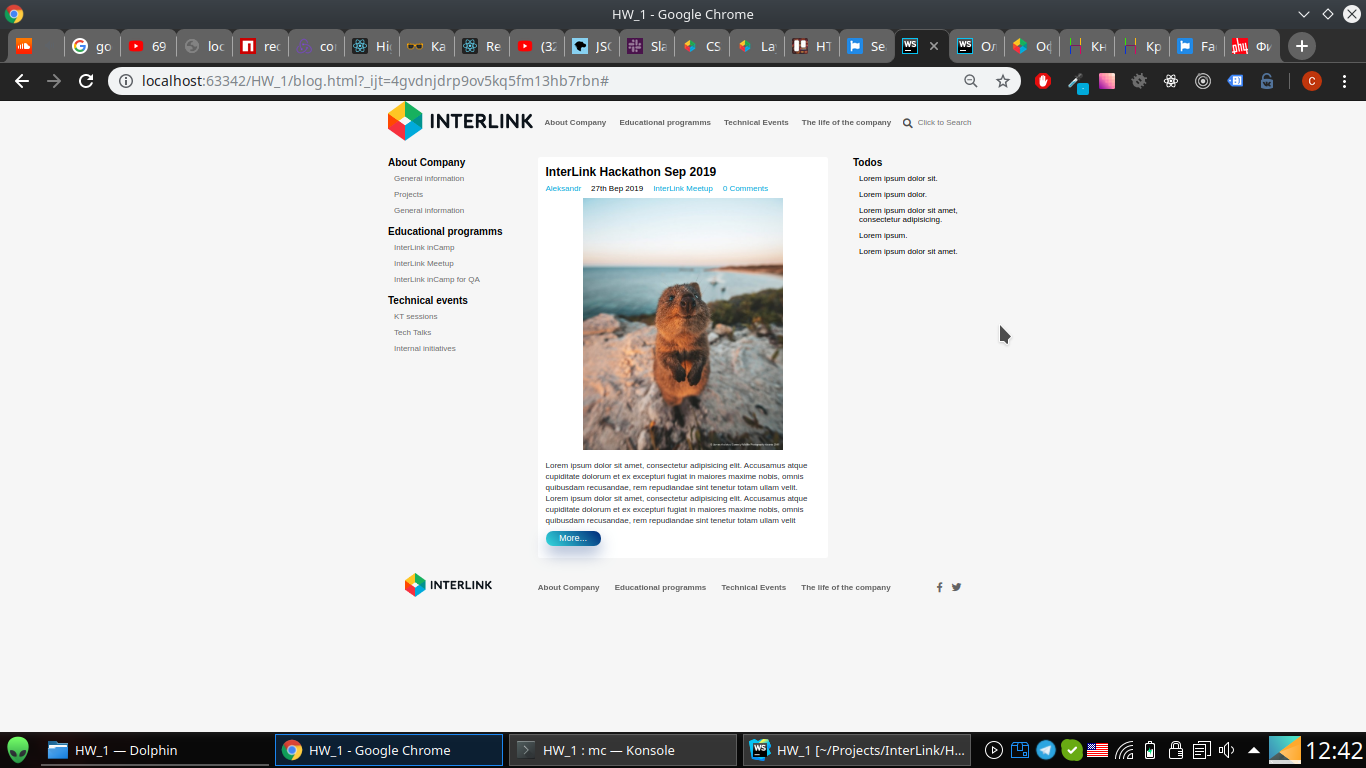 HW_1 - Google Chrome
go
69
loc
rec
cor
Hi
Ka
Re
(32
JSC
Sla
CS
La
HT
Se
Ол
Oc
Кн
Кр
Fa
Фи
localhost:63342/HW_1/blog.html?_ijt=4gvdnjdrp9ov5kq5fm13hb7rbn#
INTERLINK
About Company
Educational programms
Technical Events
The life of the company
Click to Search
About Company
General information
Projects
General information
Educational programms
InterLink inCamp
InterLink Meetup
InterLink inCamp for QA
Technical events
KT sessions
Tech Talks
Internal initiatives
InterLink Hackathon Sep 2019
Aleksandr 27th Bep 2019 InterLink Meetup 0 Comments
Lorem ipsum dolor sit amet, consectetur adipisicing elit. Accusamus atque
cupiditate dolorum et ex excepturi fugiat in maiores maxime nobis, omnis
quibusdam recusandae, rem repudiandae sint tenetur totam ullam velit.
Lorem ipsum dolor sit amet, consectetur adipisicing elit. Accusamus atque
cupiditate dolorum et ex excepturi fugiat in maiores maxime nobis, omnis
quibusdam recusandae, rem repudiandae sint tenetur totam ullam velit
More...
Todos
Lorem ipsum dolor sit.
Lorem ipsum dolor.
Lorem ipsum dolor sit amet,
consectetur adipisicing.
Lorem ipsum.
Lorem ipsum dolor sit amet.
INTERLINK
About Company
Educational programms
Technical Events
The life of the company
HW_1 — Dolphin
HW_1 - Google Chrome
HW_1 : mc — Konsole
HW_1 [~/Projects/InterLink/H...
12:42